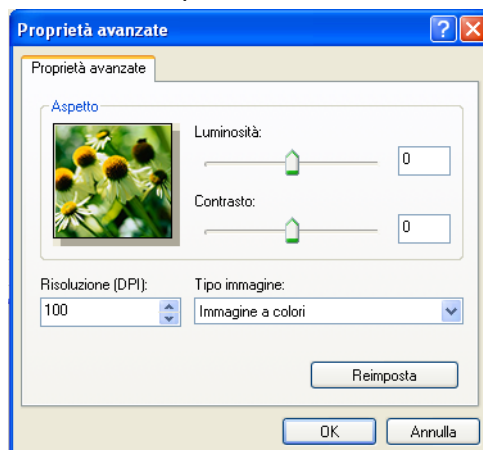 Proprietà avanzate
Proprietà avanzate
Aspetto
Luminosità:
0
Contrasto:
0
Risoluzione (DPI):
Tipo immagine:
100
Immagine a colori
Reimposta
OK
Annulla